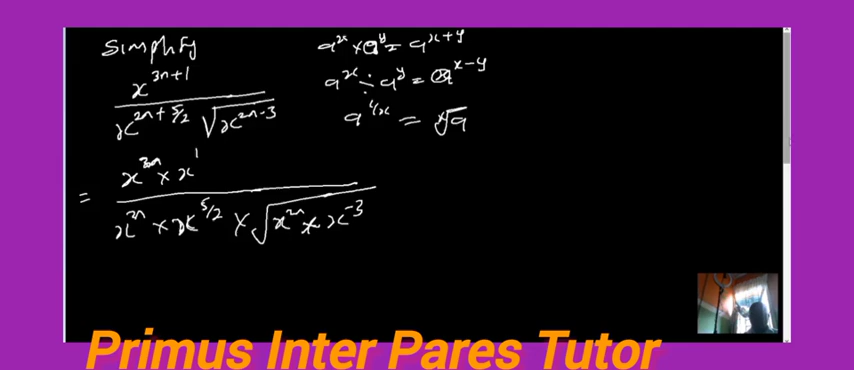 Simplify
x^{3n+1} / x^{2n+5/2} √(x^{2n-3})
a^x × a^y = a^{x+y}
a^x ÷ a^y = a^{x-y}
a^{1/x} = ˣ√a
= x^{3n} × x^1 / x^{2n} × x^{5/2} × √(x^{2n} × x^{-3})
Primus Inter Pares Tutor